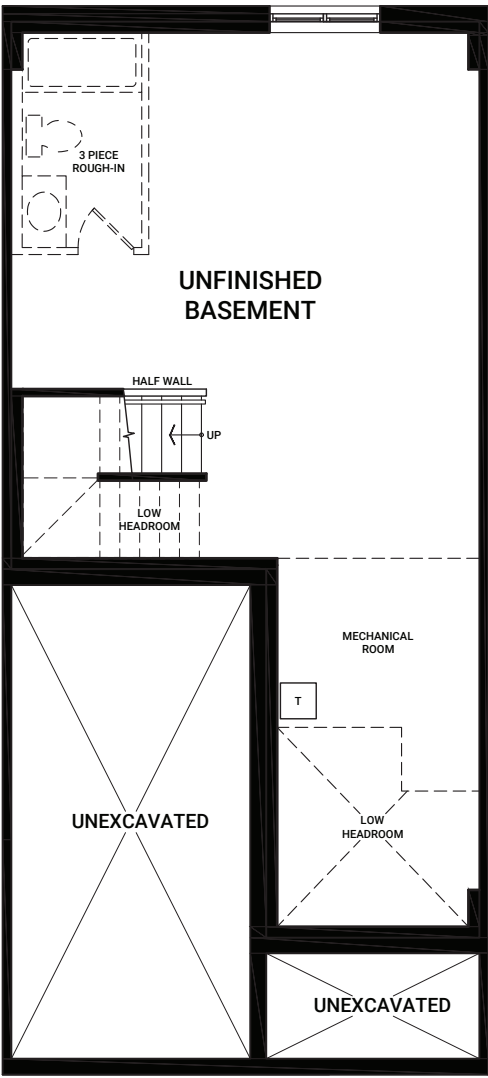 3 PIECE
ROUGH-IN
UNFINISHED
BASEMENT
HALF WALL
UP
LOW
HEADROOM
MECHANICAL
ROOM
T
UNEXCAVATED
LOW
HEADROOM
UNEXCAVATED